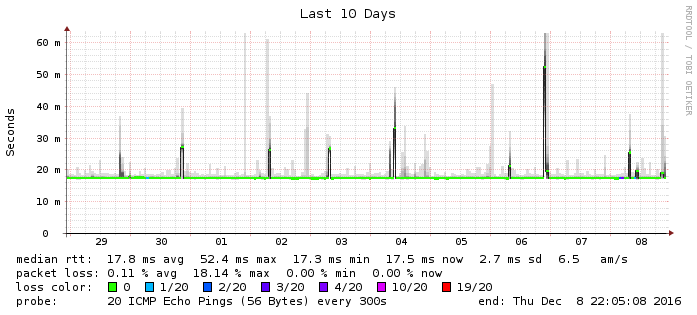 Last 10 Days
RRDTOOL / TOBI OETIKER
Seconds
60 m
50 m
40 m
30 m
20 m
10 m
0
29 30 01 02 03 04 05 06 07 08
median rtt: 17.8 ms avg 52.4 ms max 17.3 ms min 17.5 ms now 2.7 ms sd 6.5 am/s
packet loss: 0.11 % avg 18.14 % max 0.00 % min 0.00 % now
loss color: 0 1/20 2/20 3/20 4/20 10/20 19/20
probe: 20 ICMP Echo Pings (56 Bytes) every 300s end: Thu Dec 8 22:05:08 2016